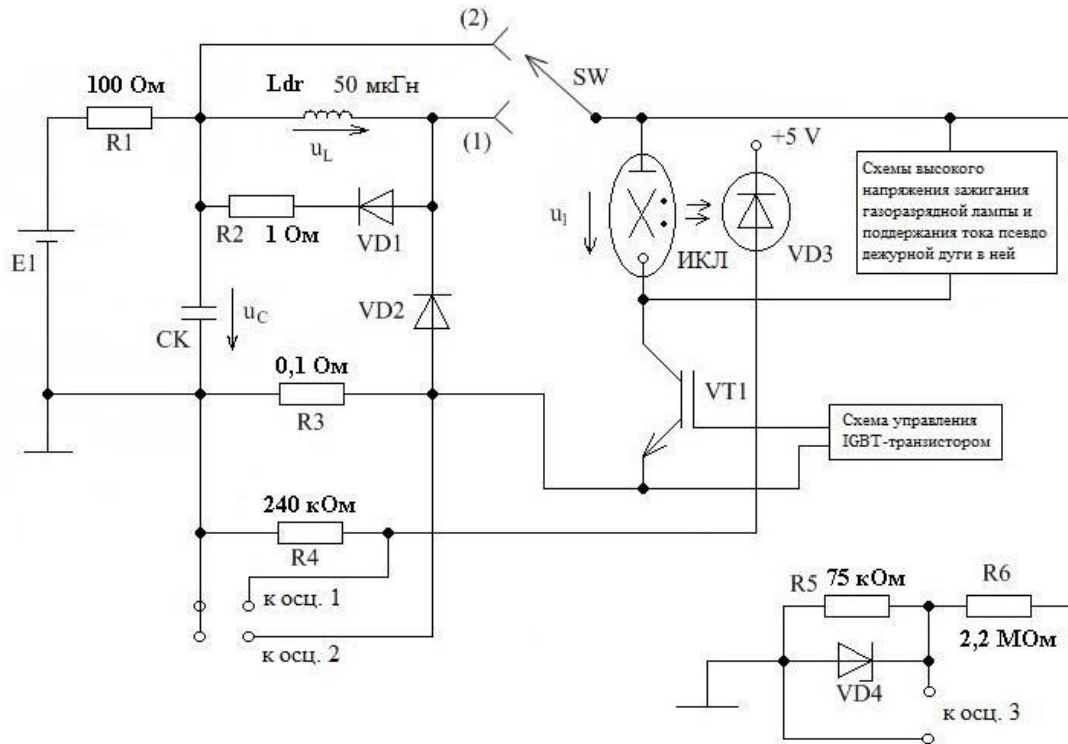 (2)
SW
Ldr 50 мкГн
100 Ом
R1
u_L
(1)
+5 V
Схемы высокого
напряжения зажигания
газоразрядной лампы и
поддержания тока псевдо
дежурной дуги в ней
u_l
R2
1 Ом
VD1
ИКЛ
VD3
E1
CK
u_C
VD2
0,1 Ом
R3
VT1
Схема управления
IGBT-транзистором
240 кОм
R4
к осц. 1
к осц. 2
R5
75 кОм
R6
2,2 МОм
VD4
к осц. 3